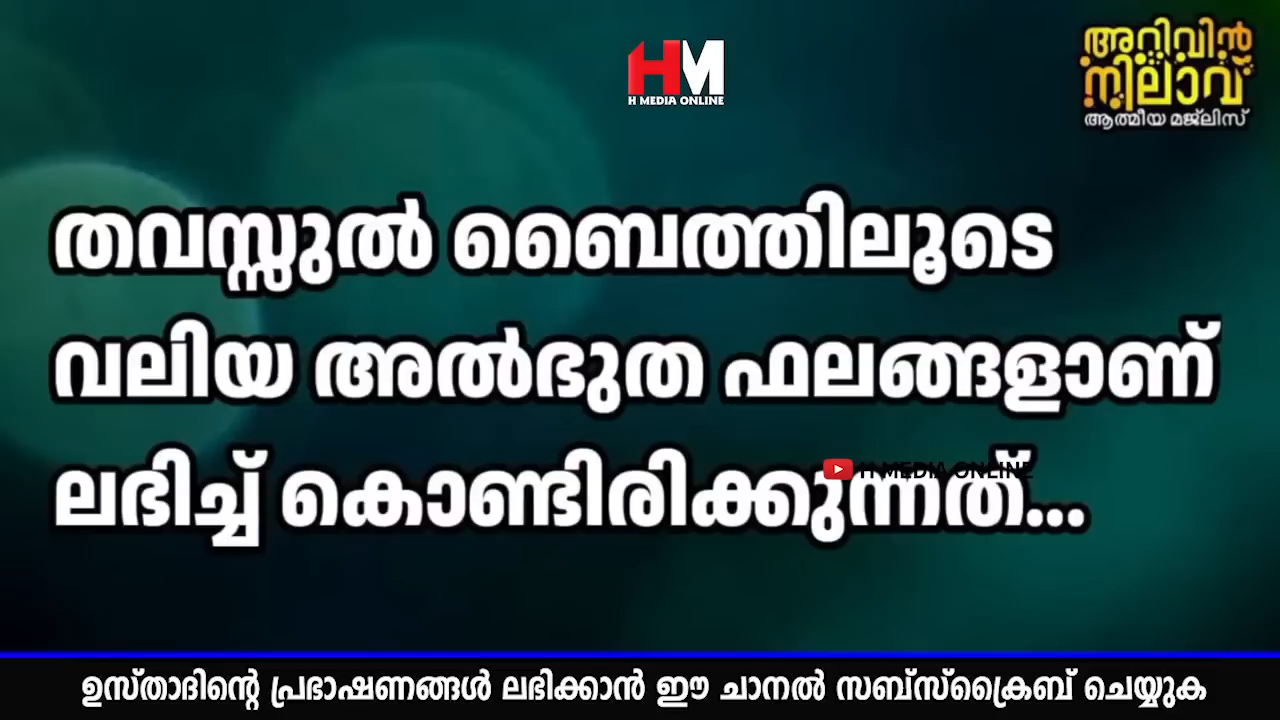 HM
H MEDIA ONLINE
അറിവിൻ
നിലാവ്
ആത്മീയ മജ്ലിസ്
തവസ്സുൽ ബൈത്തിലൂടെ
വലിയ അൽഭുത ഫലങ്ങളാണ്
ലഭിച്ച് കൊണ്ടിരിക്കുന്നത്...
H MEDIA ONLINE
ഉസ്താദിന്റെ പ്രഭാഷണങ്ങൾ ലഭിക്കാൻ ഈ ചാനൽ സബ്സ്ക്രൈബ് ചെയ്യുക